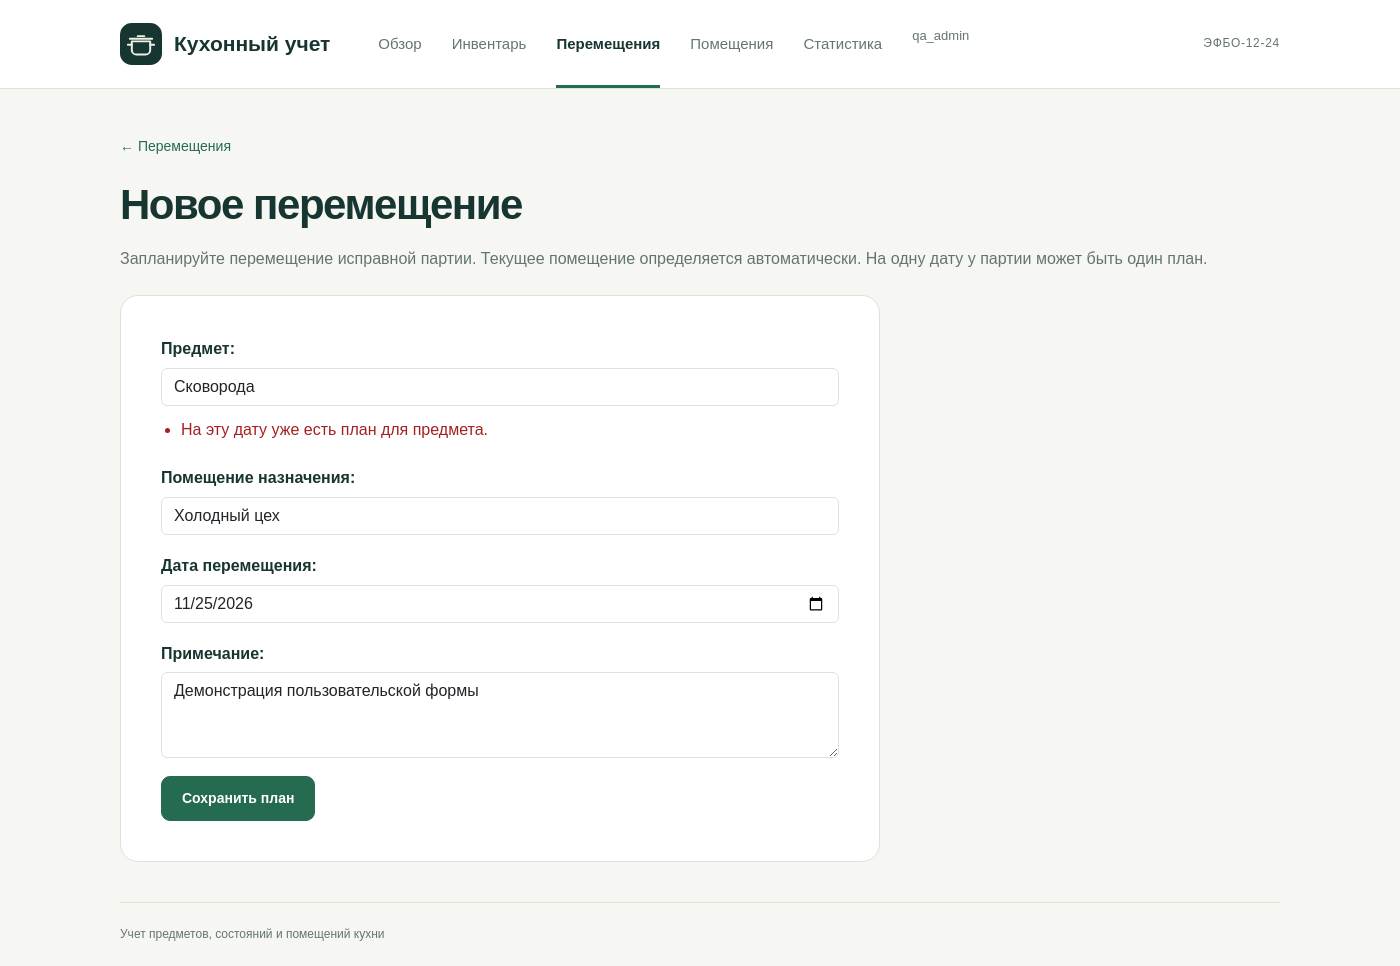 Кухонный учет
Обзор
Инвентарь
Перемещения
Помещения
Статистика
qa_admin
ЭФБО-12-24
← Перемещения
Новое перемещение
Запланируйте перемещение исправной партии. Текущее помещение определяется автоматически. На одну дату у партии может быть один план.
Предмет:
Сковорода
• На эту дату уже есть план для предмета.
Помещение назначения:
Холодный цех
Дата перемещения:
11/25/2026
Примечание:
Демонстрация пользовательской формы
Сохранить план
Учет предметов, состояний и помещений кухни